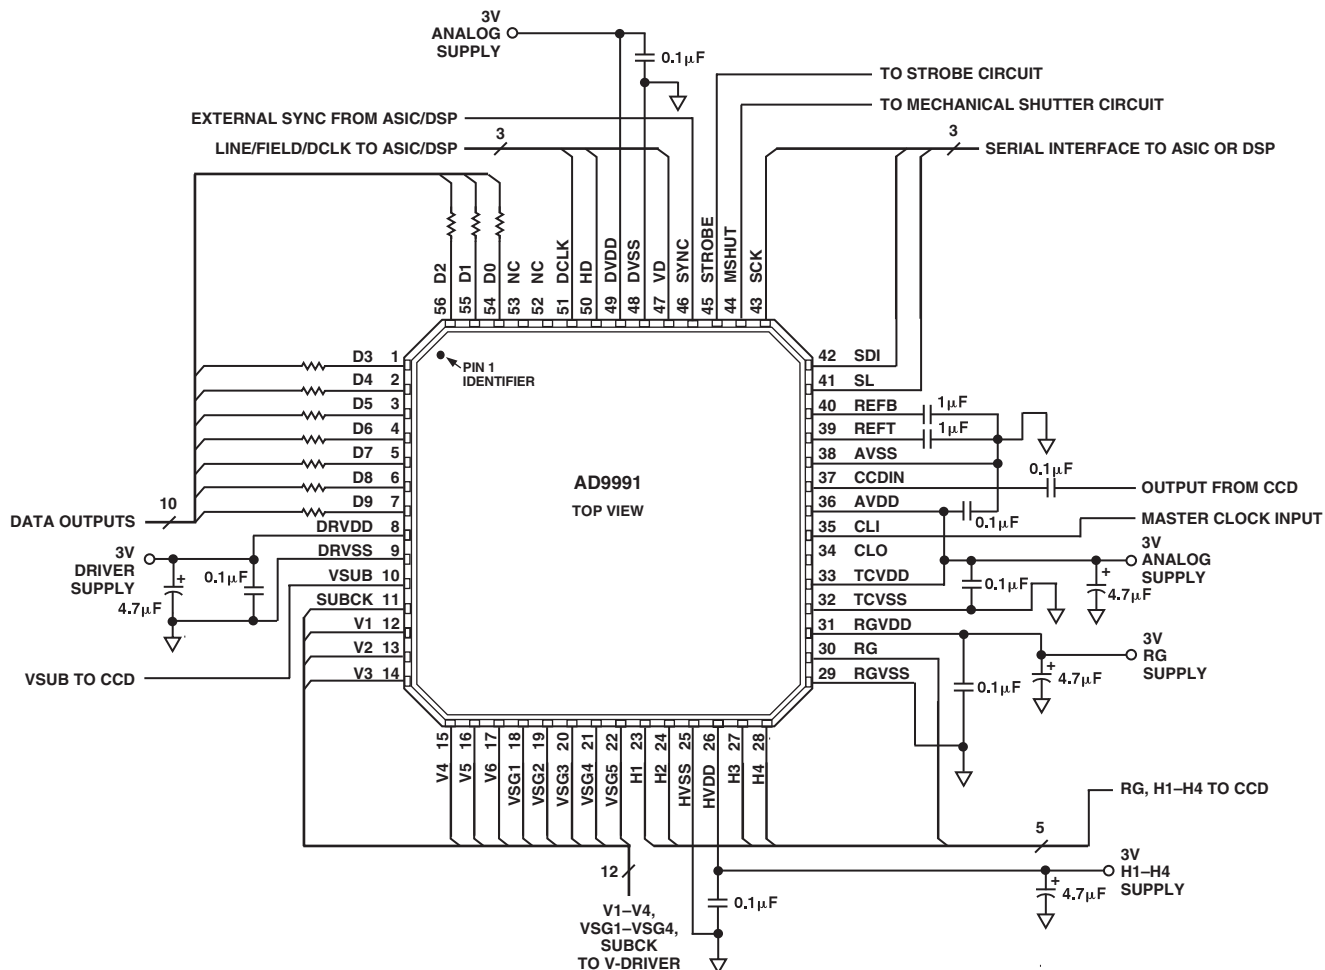 3V
ANALOG
SUPPLY
0.1µF
TO STROBE CIRCUIT
TO MECHANICAL SHUTTER CIRCUIT
EXTERNAL SYNC FROM ASIC/DSP
3
LINE/FIELD/DCLK TO ASIC/DSP
3
SERIAL INTERFACE TO ASIC OR DSP
56 D2
55 D1
54 D0
53 NC
52 NC
51 DCLK
50 HD
49 DVDD
48 DVSS
47 VD
46 SYNC
45 STROBE
44 MSHUT
43 SCK
PIN 1
IDENTIFIER
D3 1
D4 2
D5 3
D6 4
D7 5
D8 6
D9 7
DRVDD 8
DRVSS 9
VSUB 10
SUBCK 11
V1 12
V2 13
V3 14
10
DATA OUTPUTS
3V
DRIVER
SUPPLY
+
4.7µF
0.1µF
VSUB TO CCD
AD9991
TOP VIEW
42 SDI
41 SL
40 REFB
39 REFT
38 AVSS
37 CCDIN
36 AVDD
35 CLI
34 CLO
33 TCVDD
32 TCVSS
31 RGVDD
30 RG
29 RGVSS
1µF
1µF
0.1µF
OUTPUT FROM CCD
0.1µF
MASTER CLOCK INPUT
3V
ANALOG
SUPPLY
0.1µF
+
4.7µF
3V
RG
SUPPLY
0.1µF
+
4.7µF
15 V4
16 V5
17 V6
18 VSG1
19 VSG2
20 VSG3
21 VSG4
22 VSG5
23 H1
24 H2
25 HVSS
26 HVDD
27 H3
28 H4
RG, H1–H4 TO CCD
5
12
V1–V4,
VSG1–VSG4,
SUBCK
TO V-DRIVER
0.1µF
3V
H1–H4
SUPPLY
+
4.7µF